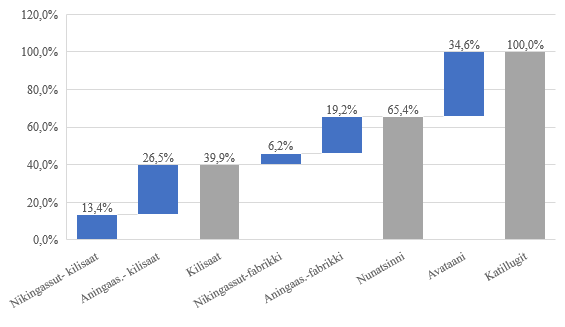 120,0%
100,0%
80,0%
60,0%
40,0%
20,0%
0,0%
13,4%
26,5%
39,9%
6,2%
19,2%
65,4%
34,6%
100,0%
Nikingassut- kilisaat
Aningaas.- kilisaat
Kilisaat
Nikingassut-fabrikki
Aningaas.-fabrikki
Nunatsinni
Avataani
Katillugit